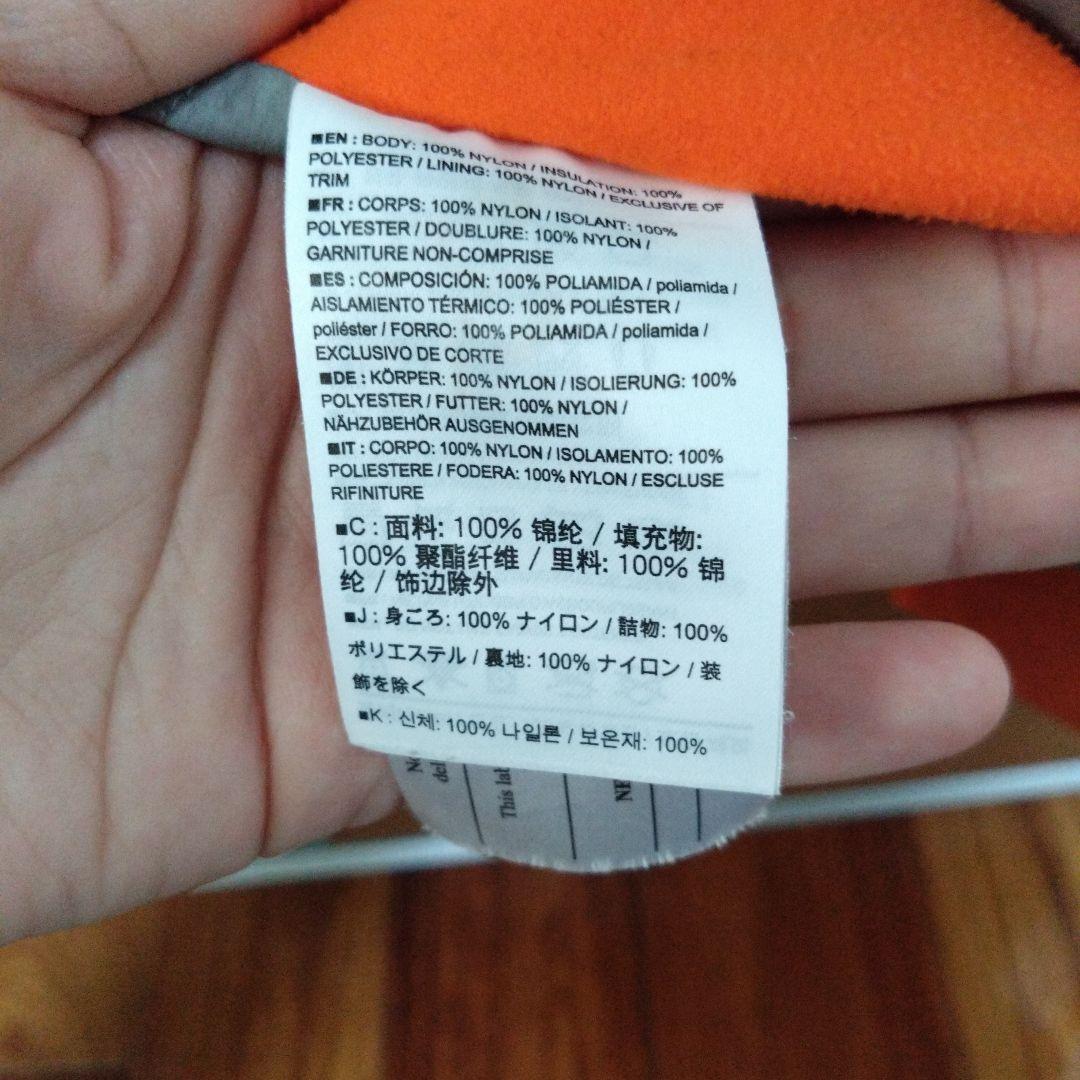 ■EN : BODY: 100% NYLON / INSULATION: 100%
POLYESTER / LINING: 100% NYLON / EXCLUSIVE OF
TRIM
■FR : CORPS: 100% NYLON / ISOLANT: 100%
POLYESTER / DOUBLURE: 100% NYLON /
GARNITURE NON-COMPRISE
■ES : COMPOSICIÓN: 100% POLIAMIDA / poliamida /
AISLAMIENTO TÉRMICO: 100% POLIÉSTER /
poliéster / FORRO: 100% POLIAMIDA / poliamida /
EXCLUSIVO DE CORTE
■DE : KÖRPER: 100% NYLON / ISOLIERUNG: 100%
POLYESTER / FUTTER: 100% NYLON /
NÄHZUBEHÖR AUSGENOMMEN
■IT : CORPO: 100% NYLON / ISOLAMENTO: 100%
POLIESTERE / FODERA: 100% NYLON / ESCLUSE
RIFINITURE
■C : 面料: 100% 锦纶 / 填充物:
100% 聚酯纤维 / 里料: 100% 锦
纶 / 饰边除外
■J : 身ごろ: 100% ナイロン / 詰物: 100%
ポリエステル / 裏地: 100% ナイロン / 装
飾を除く
■K : 신체: 100% 나일론 / 보온재: 100%
This